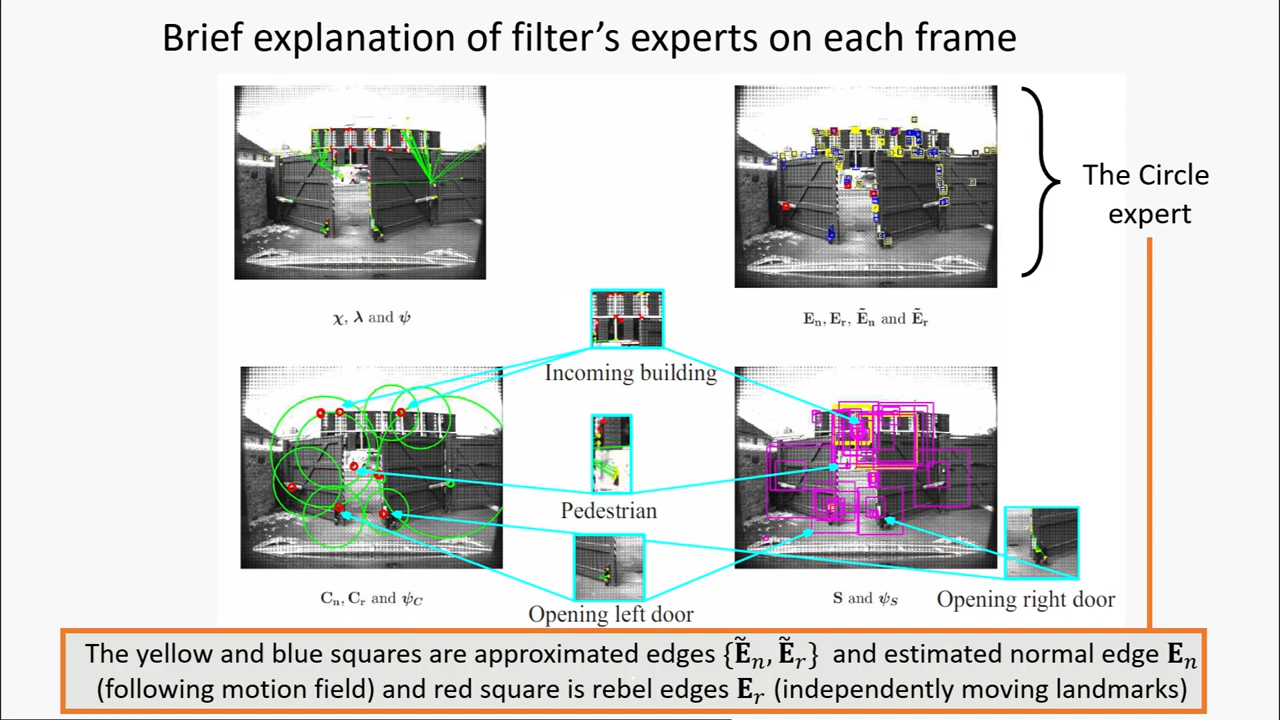 Brief explanation of filter's experts on each frame
The Circle
expert
χ, λ and ψ
Eₙ, Eᵣ, Ẽₙ and Ẽᵣ
Incoming building
Pedestrian
Cₙ, Cᵣ and ψ_C
S and ψ_S
Opening left door
Opening right door
The yellow and blue squares are approximated edges {Ẽₙ, Ẽᵣ} and estimated normal edge Eₙ
(following motion field) and red square is rebel edges Eᵣ (independently moving landmarks)